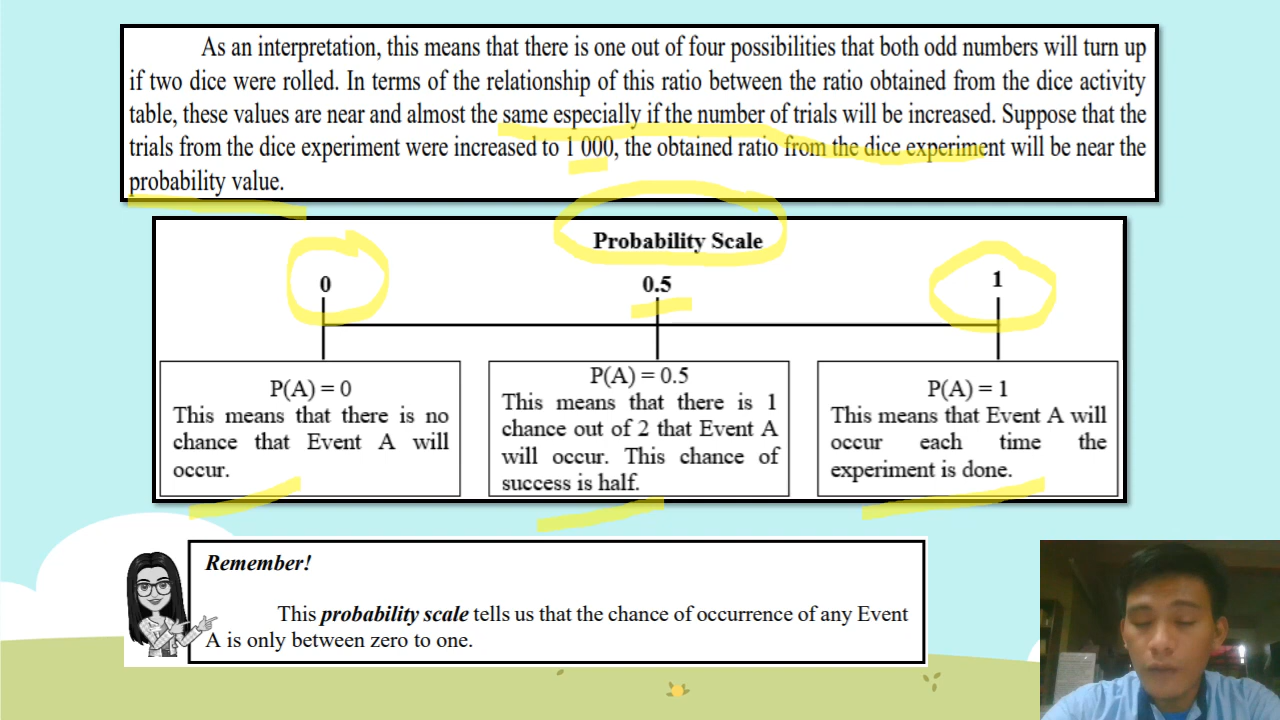 As an interpretation, this means that there is one out of four possibilities that both odd numbers will turn up
if two dice were rolled. In terms of the relationship of this ratio between the ratio obtained from the dice activity
table, these values are near and almost the same especially if the number of trials will be increased. Suppose that the
trials from the dice experiment were increased to 1 000, the obtained ratio from the dice experiment will be near the
probability value.
Probability Scale
0
0.5
1
P(A) = 0
This means that there is no
chance that Event A will
occur.
P(A) = 0.5
This means that there is 1
chance out of 2 that Event A
will occur. This chance of
success is half.
P(A) = 1
This means that Event A will
occur each time the
experiment is done.
Remember!
This probability scale tells us that the chance of occurrence of any Event
A is only between zero to one.